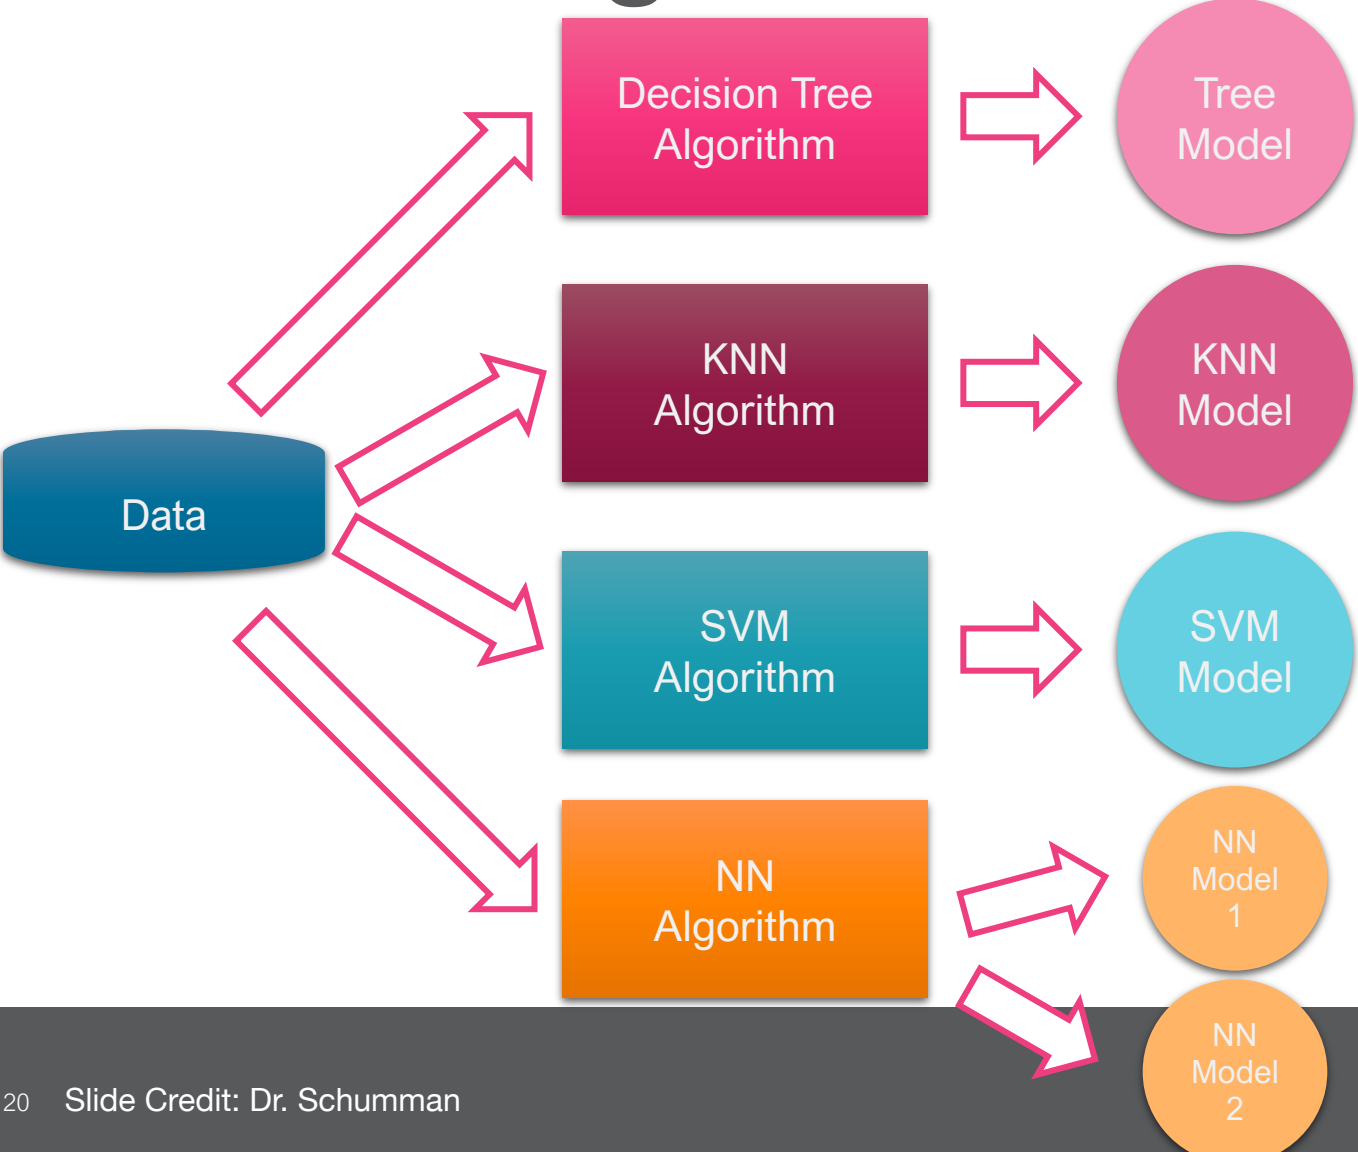 Decision Tree
Algorithm
Tree
Model
KNN
Algorithm
KNN
Model
Data
SVM
Algorithm
SVM
Model
NN
Algorithm
NN
Model
1
NN
Model
2
20 Slide Credit: Dr. Schumman